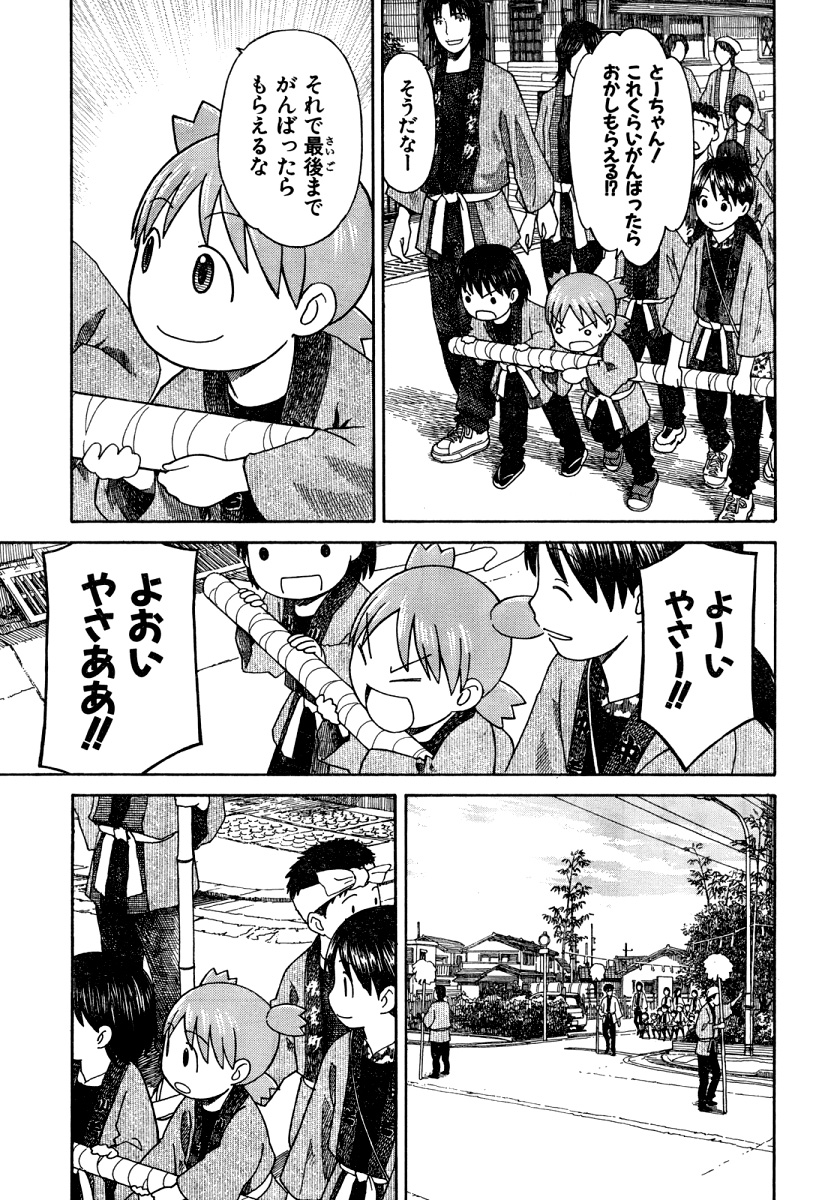 とーちゃん!
これくらいがんばったら
おかしもらえる!?
そうだなー
それで最後まで
がんばったら
もらえるな
よーい
やさー!!
よおい
やさああ!!